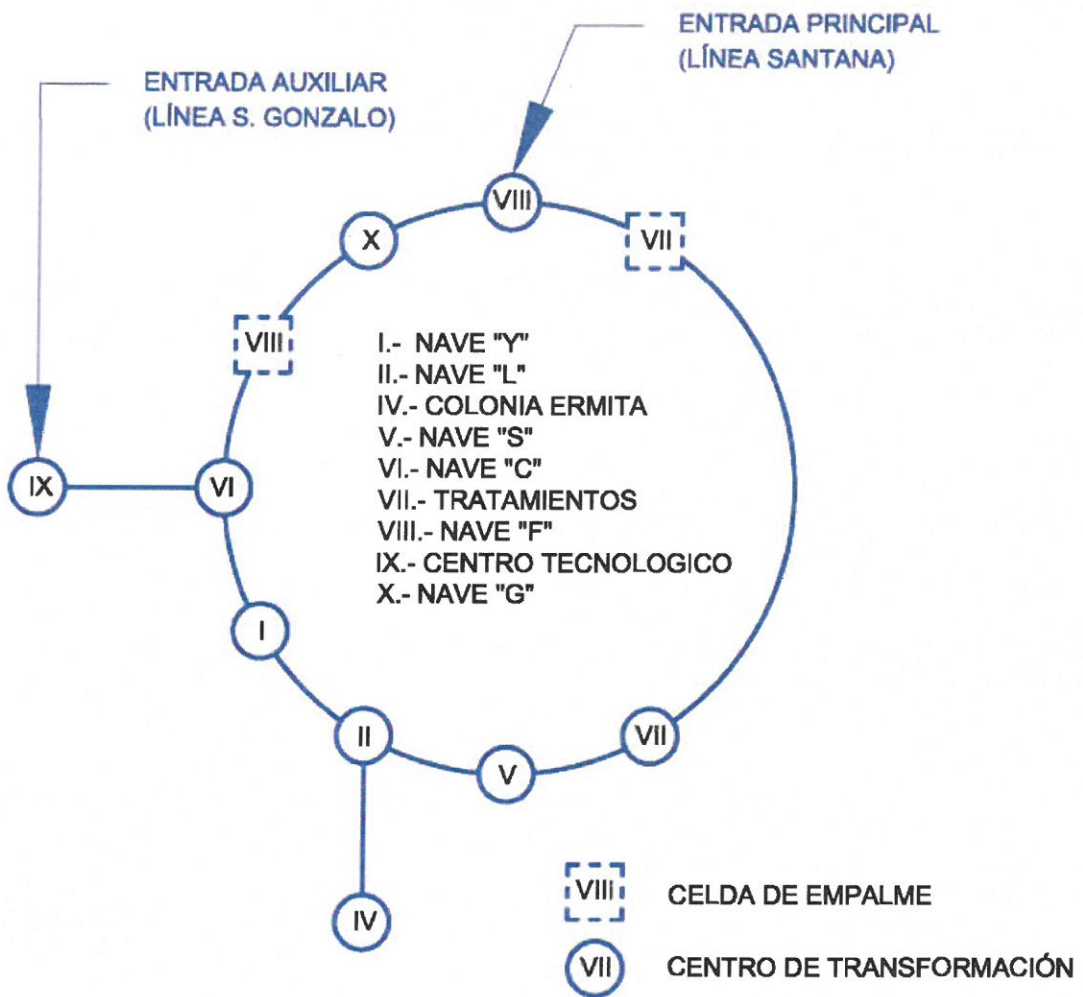 ENTRADA PRINCIPAL
(LÍNEA SANTANA)
ENTRADA AUXILIAR
(LÍNEA S. GONZALO)
VIII
X
VII
VIII
I.- NAVE "Y"
II.- NAVE "L"
IV.- COLONIA ERMITA
V.- NAVE "S"
VI.- NAVE "C"
VII.- TRATAMIENTOS
VIII.- NAVE "F"
IX.- CENTRO TECNOLOGICO
X.- NAVE "G"
IX
VI
I
II
V
VII
IV
VIII CELDA DE EMPALME
VII CENTRO DE TRANSFORMACIÓN